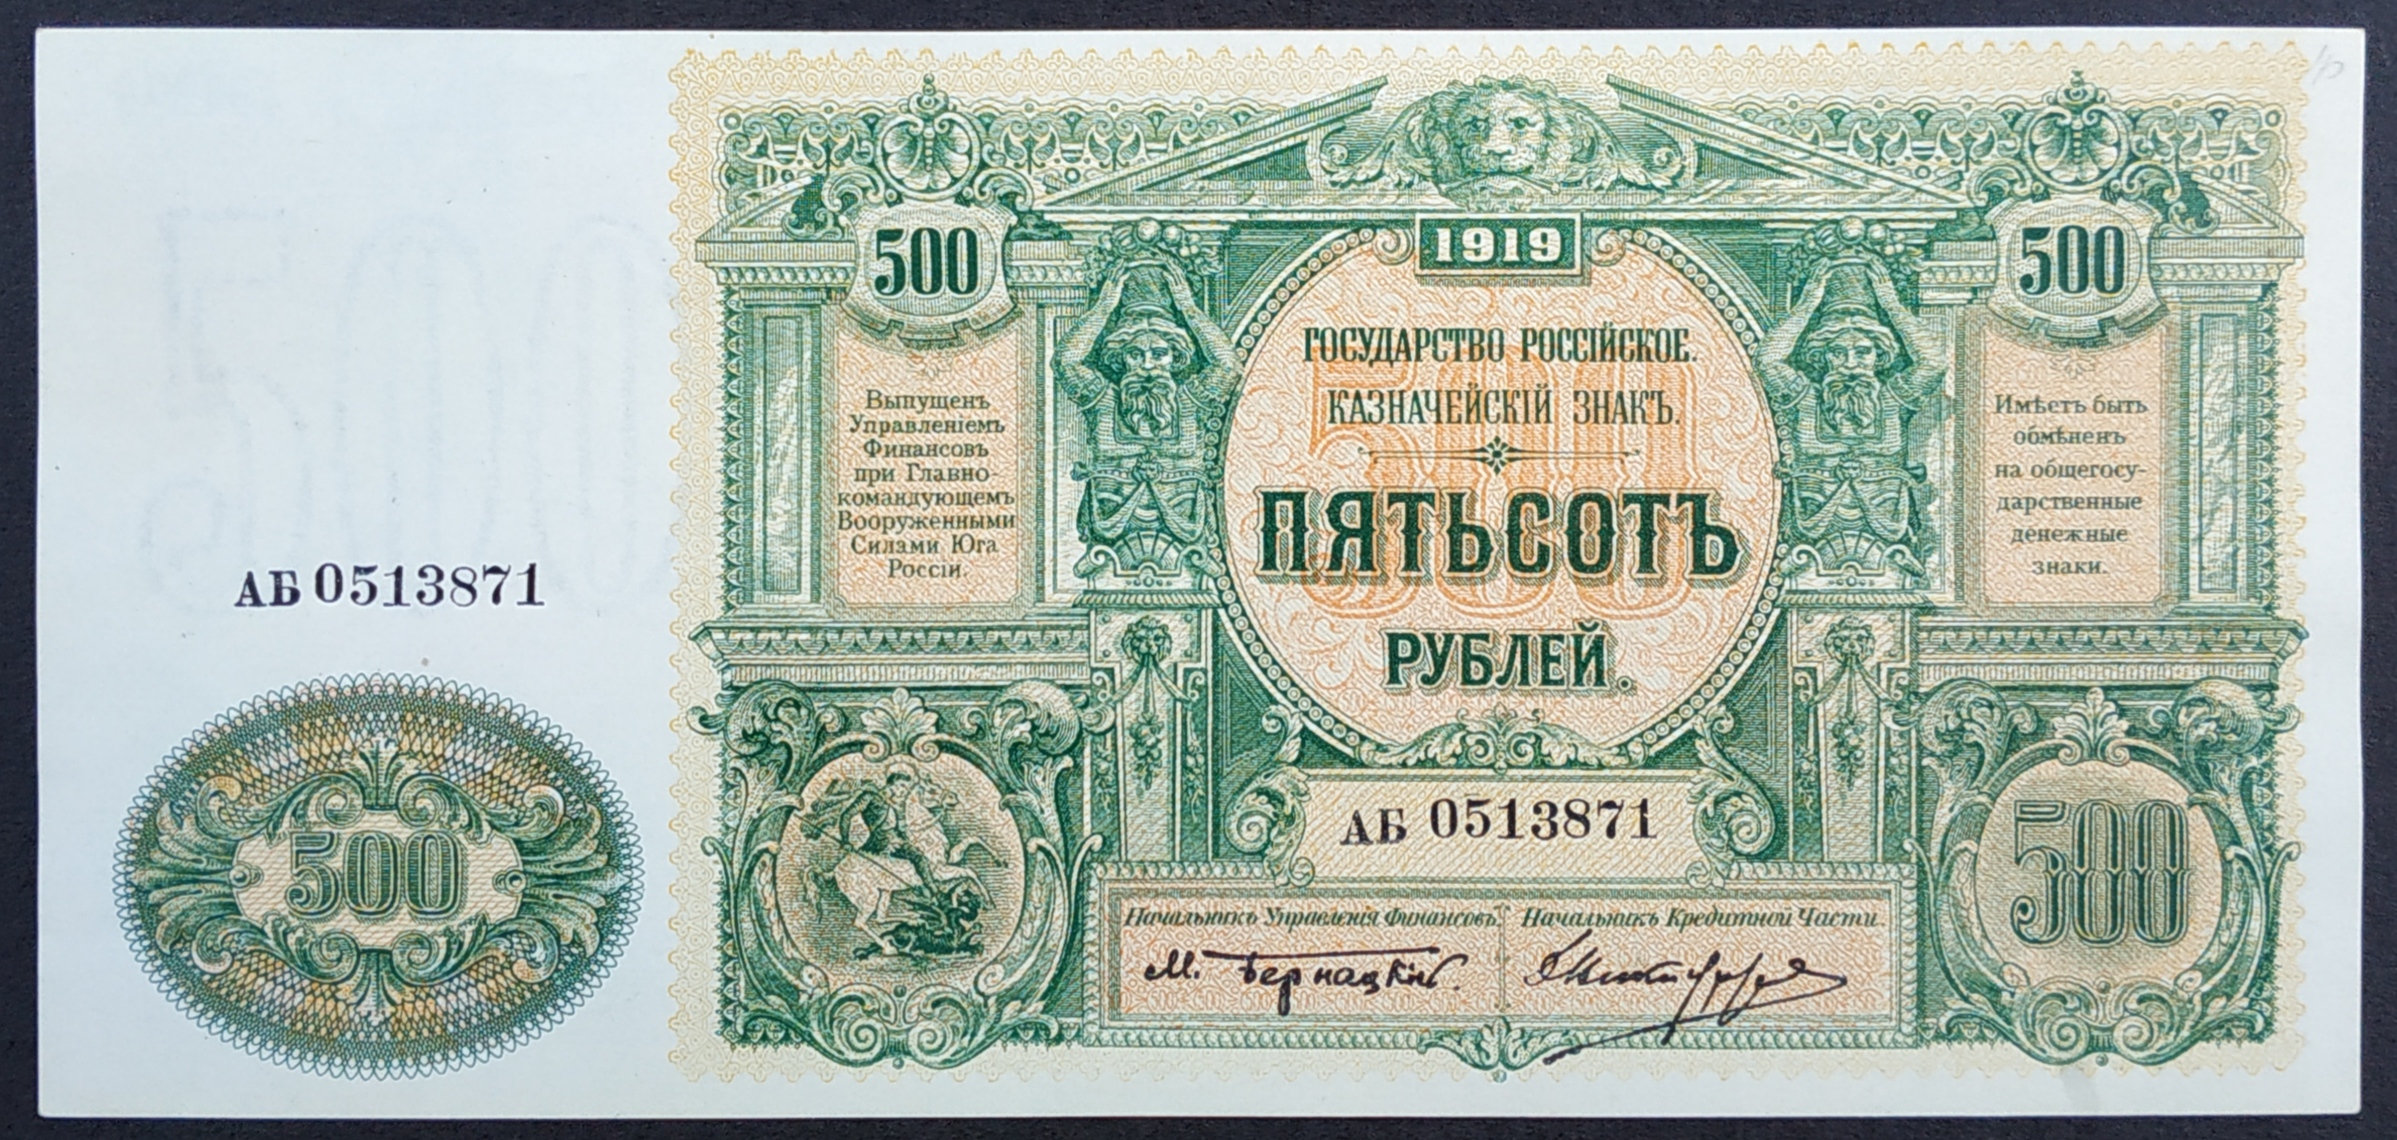 500
1919
500
ГОСУДАРСТВО РОССІЙСКОЕ.
КАЗНАЧЕЙСКІЙ ЗНАКЪ.
500
ПЯТЬСОТЪ
РУБЛЕЙ.
Выпущенъ
Управленіемъ
Финансовъ
при Главно-
командующемъ
Вооруженными
Силами Юга
Россіи.
Имѣетъ быть
обмѣненъ
на общегосу-
дарственные
денежные
знаки.
АБ 0513871
АБ 0513871
500
500
Начальникъ Управленія Финансовъ.
Начальникъ Кредитной Части.
М. Бернацкій.
500